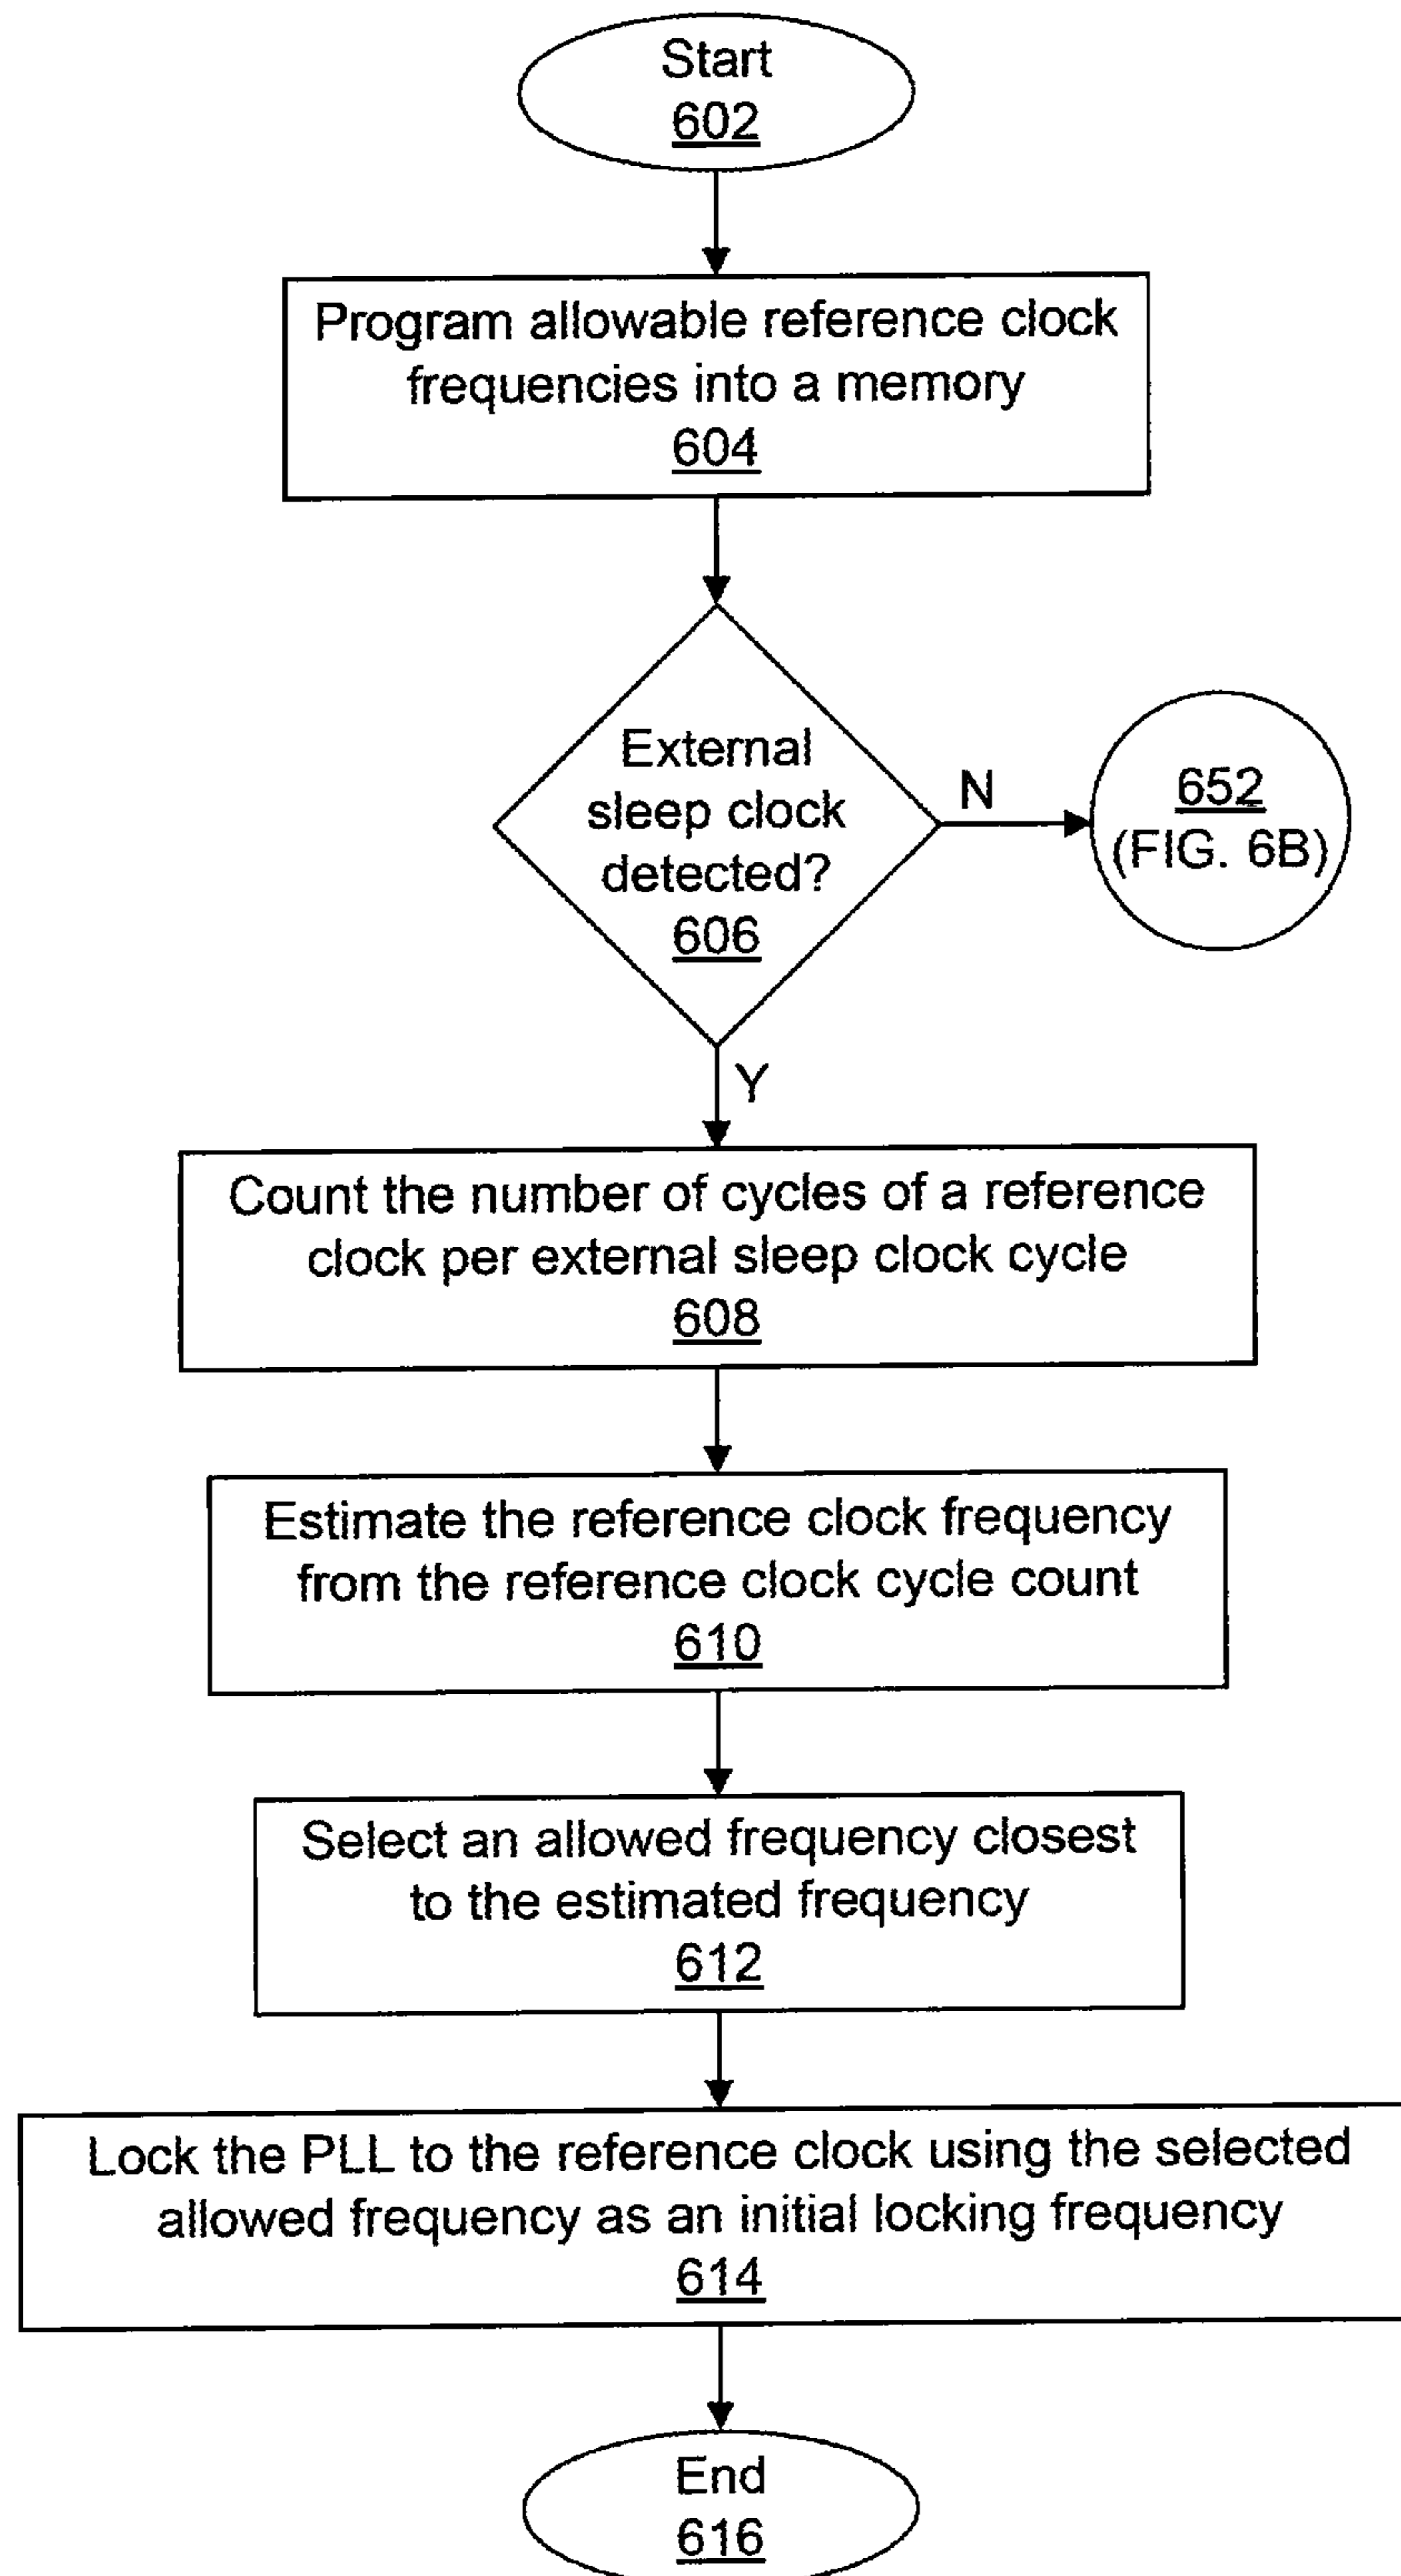 Start
602
Program allowable reference clock
frequencies into a memory
604
External
sleep clock
detected?
606
N
652
(FIG. 6B)
Y
Count the number of cycles of a reference
clock per external sleep clock cycle
608
Estimate the reference clock frequency
from the reference clock cycle count
610
Select an allowed frequency closest
to the estimated frequency
612
Lock the PLL to the reference clock using the selected
allowed frequency as an initial locking frequency
614
End
616